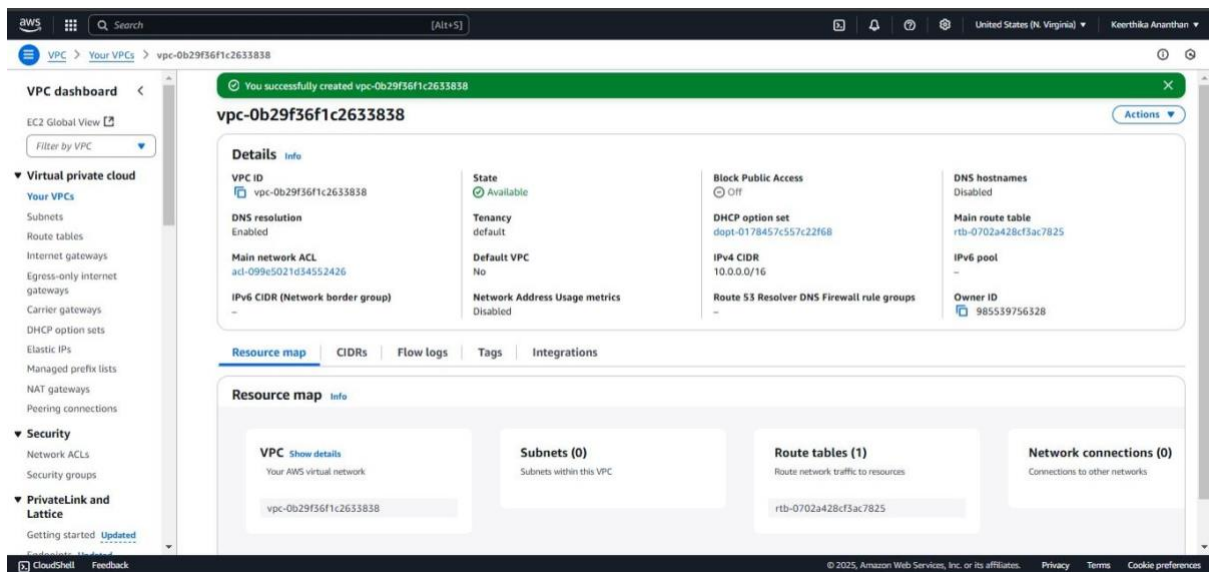 aws
Search [Alt+S] United States (N. Virginia) Keerthika Ananthan
VPC > Your VPCs > vpc-0b29f36f1c2633838
VPC dashboard
EC2 Global View
Filter by VPC
Virtual private cloud
Your VPCs
Subnets
Route tables
Internet gateways
Egress-only internet
gateways
Carrier gateways
DHCP option sets
Elastic IPs
Managed prefix lists
NAT gateways
Peering connections
Security
Network ACLs
Security groups
PrivateLink and
Lattice
Getting started Updated
Endpoints Updated
You successfully created vpc-0b29f36f1c2633838
vpc-0b29f36f1c2633838
Actions
Details Info
VPC ID
vpc-0b29f36f1c2633838
State
Available
Block Public Access
Off
DNS hostnames
Disabled
DNS resolution
Enabled
Tenancy
default
DHCP option set
dopt-0178457c557c22f68
Main route table
rtb-0702a428cf3ac7825
Main network ACL
acl-099e5021d34552426
Default VPC
No
IPv4 CIDR
10.0.0.0/16
IPv6 pool
–
IPv6 CIDR (Network border group)
–
Network Address Usage metrics
Disabled
Route 53 Resolver DNS Firewall rule groups
–
Owner ID
985539756328
Resource map CIDRs Flow logs Tags Integrations
Resource map Info
VPC Show details
Your AWS virtual network
vpc-0b29f36f1c2633838
Subnets (0)
Subnets within this VPC
Route tables (1)
Route network traffic to resources
rtb-0702a428cf3ac7825
Network connections (0)
Connections to other networks
CloudShell Feedback © 2025, Amazon Web Services, Inc. or its affiliates. Privacy Terms Cookie preferences